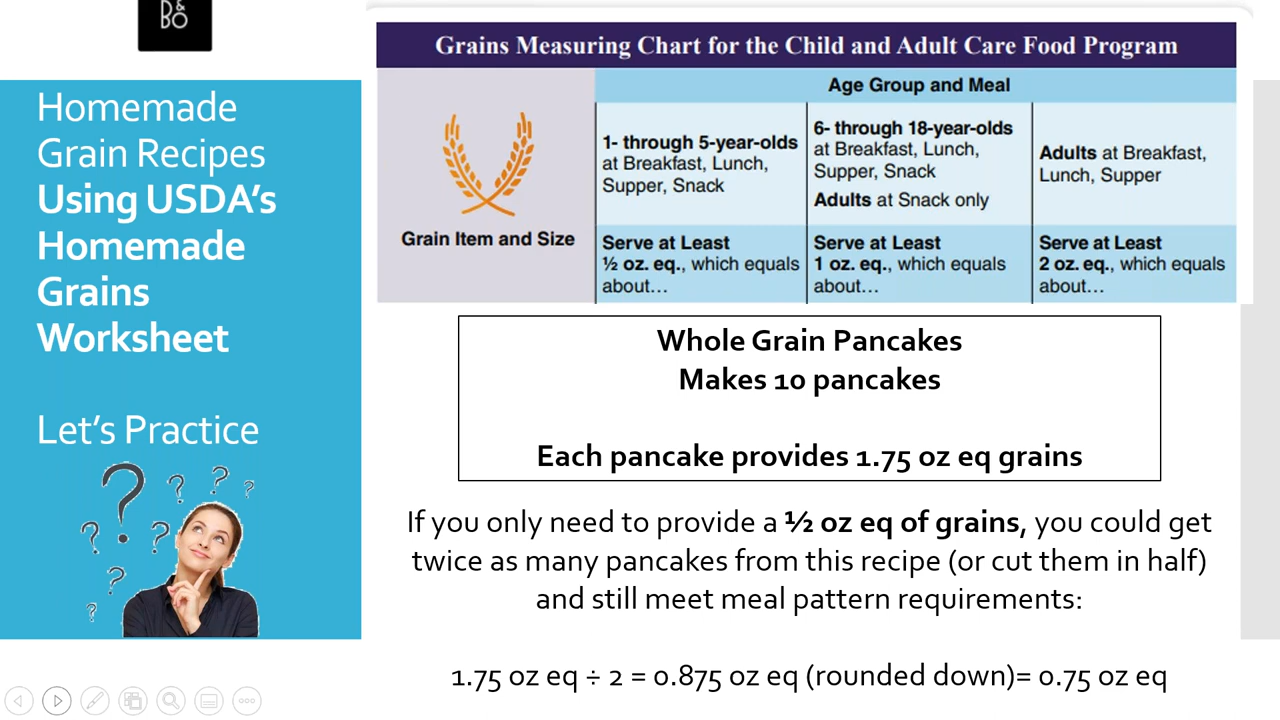 B&
BO
Homemade
Grain Recipes
Using USDA's
Homemade
Grains
Worksheet
Let's Practice
? ? ? ? ? ? ? ?
Grains Measuring Chart for the Child and Adult Care Food Program
Grain Item and Size
Age Group and Meal
1- through 5-year-olds
at Breakfast, Lunch,
Supper, Snack
6- through 18-year-olds
at Breakfast, Lunch,
Supper, Snack
Adults at Snack only
Adults at Breakfast,
Lunch, Supper
Serve at Least
½ oz. eq., which equals
about…
Serve at Least
1 oz. eq., which equals
about…
Serve at Least
2 oz. eq., which equals
about…
Whole Grain Pancakes
Makes 10 pancakes
Each pancake provides 1.75 oz eq grains
If you only need to provide a ½ oz eq of grains, you could get
twice as many pancakes from this recipe (or cut them in half)
and still meet meal pattern requirements:
1.75 oz eq ÷ 2 = 0.875 oz eq (rounded down)= 0.75 oz eq